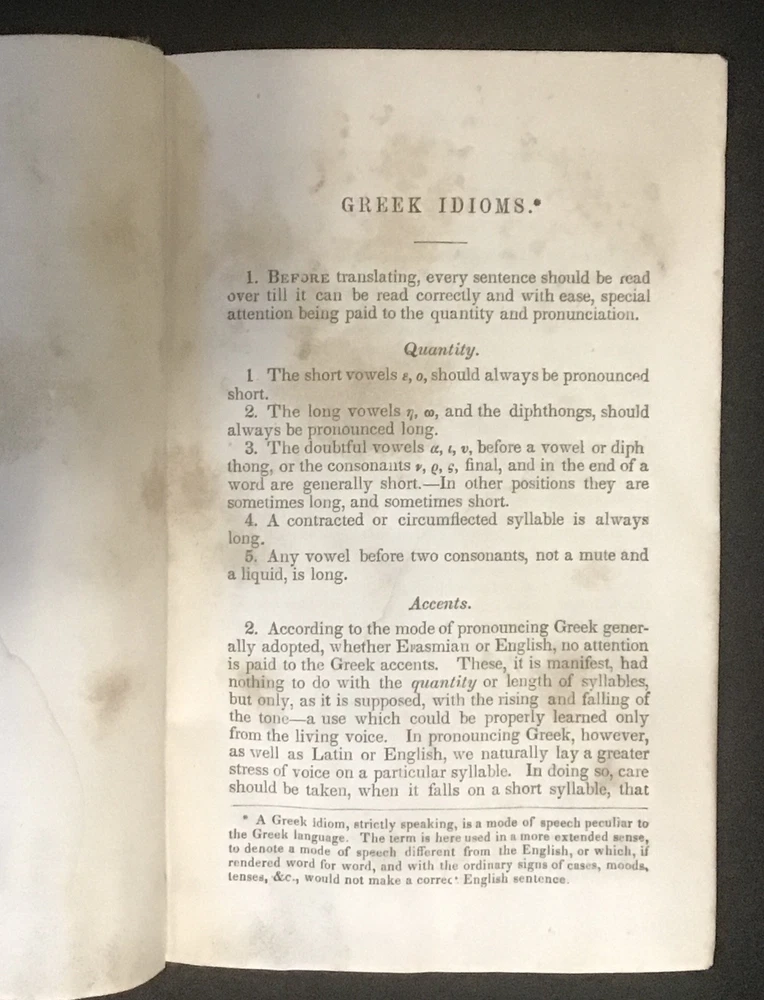 GREEK IDIOMS.*
1. BEFORE translating, every sentence should be read
over till it can be read correctly and with ease, special
attention being paid to the quantity and pronunciation.
Quantity.
1 The short vowels ε, ο, should always be pronounced
short.
2. The long vowels η, ω, and the diphthongs, should
always be pronounced long.
3. The doubtful vowels α, ι, υ, before a vowel or diph
thong, or the consonants ν, ϱ, ς, final, and in the end of a
word are generally short.—In other positions they are
sometimes long, and sometimes short.
4. A contracted or circumflected syllable is always
long.
5. Any vowel before two consonants, not a mute and
a liquid, is long.
Accents.
2. According to the mode of pronouncing Greek gener-
ally adopted, whether Erasmian or English, no attention
is paid to the Greek accents. These, it is manifest, had
nothing to do with the quantity or length of syllables,
but only, as it is supposed, with the rising and falling of
the tone—a use which could be properly learned only
from the living voice. In pronouncing Greek, however,
as well as Latin or English, we naturally lay a greater
stress of voice on a particular syllable. In doing so, care
should be taken, when it falls on a short syllable, that
* A Greek idiom, strictly speaking, is a mode of speech peculiar to
the Greek language. The term is here used in a more extended sense,
to denote a mode of speech different from the English, or which, if
rendered word for word, and with the ordinary signs of cases, moods,
tenses, &c., would not make a correct English sentence.